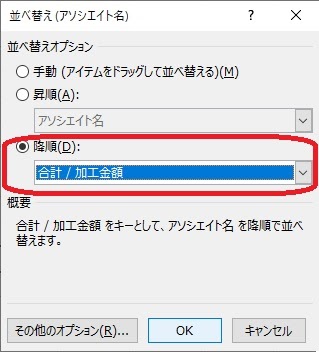 並べ替え (アソシエイト名)
? ×
並べ替えオプション
手動 (アイテムをドラッグして並べ替える)(M)
昇順(A):
アソシエイト名
降順(D):
合計 / 加工金額
概要
合計 / 加工金額 をキーとして、アソシエイト名 を降順で並べ
替えます。
その他のオプション(R)... OK キャンセル